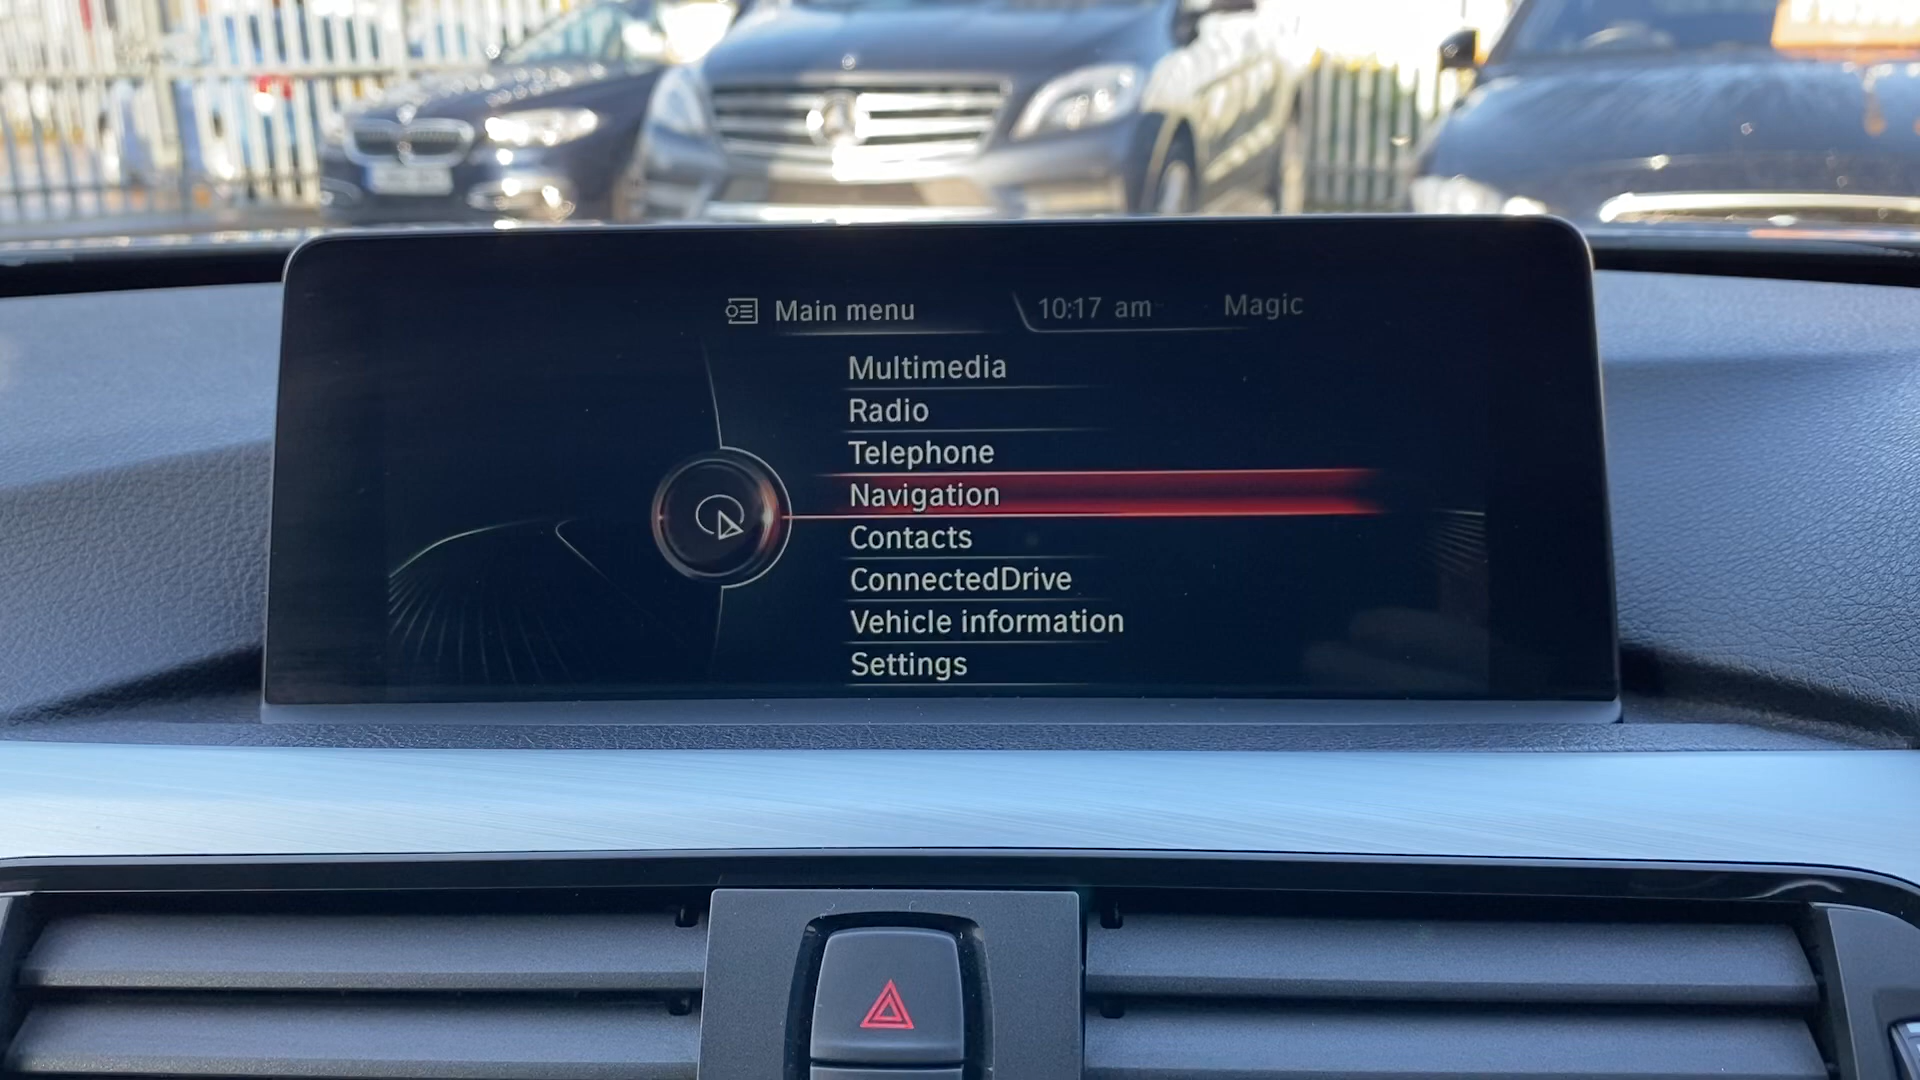 Main menu
10:17 am
Magic
Multimedia
Radio
Telephone
Navigation
Contacts
ConnectedDrive
Vehicle information
Settings